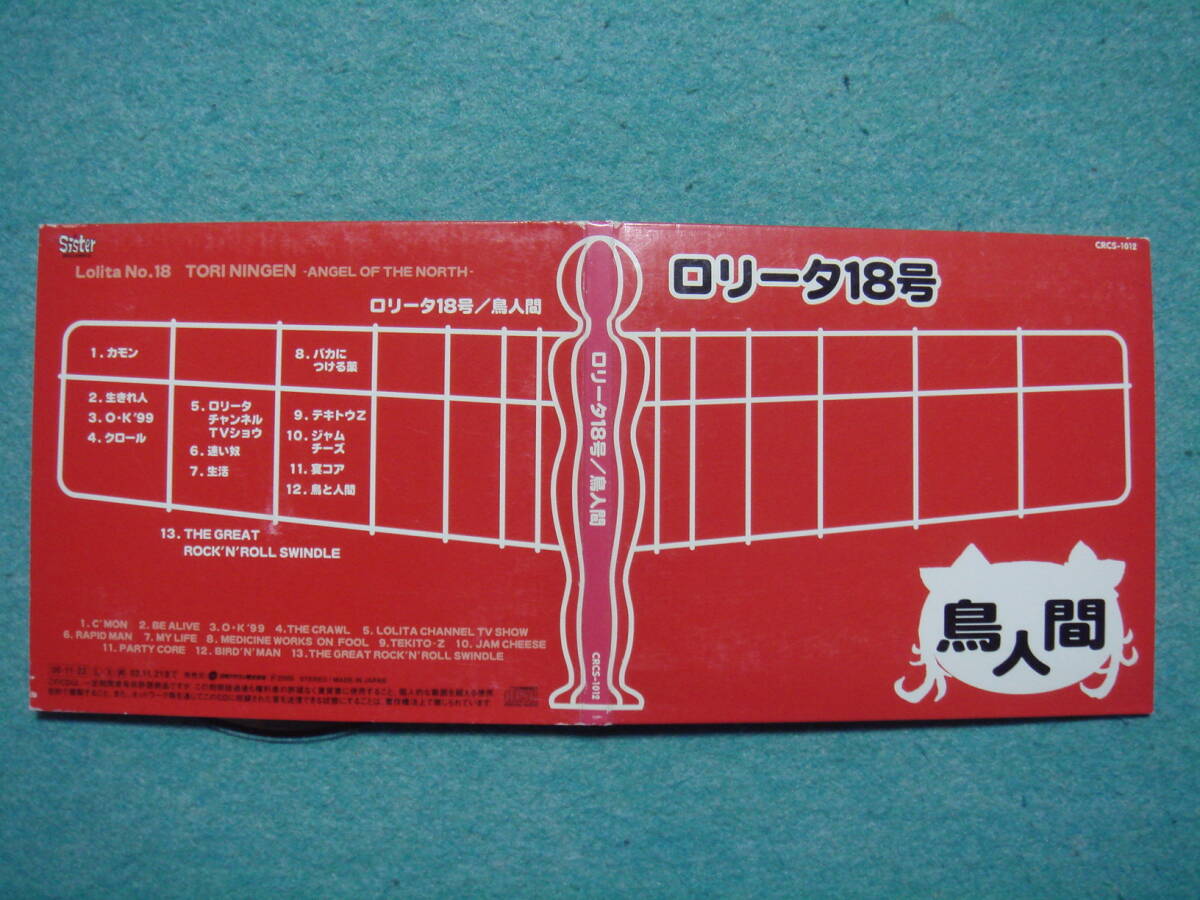 Sister
Lolita No.18 TORI NINGEN -ANGEL OF THE NORTH-
ロリータ18号/鳥人間
1. カモン
2. 生きれ人
3. O・K'99
4. クロール
5. ロリータ
チャンネル
TVショウ
6. 速い奴
7. 生活
8. バカに
つける薬
9. テキトウZ
10. ジャム
チーズ
11. 宴コア
12. 鳥と人間
13. THE GREAT
ROCK'N'ROLL SWINDLE
1. C'MON 2. BE ALIVE 3.O・K'99 4.THE CRAWL 5. LOLITA CHANNEL TV SHOW
6. RAPID MAN 7. MY LIFE 8. MEDICINE WORKS ON FOOL 9.TEKITO-Z 10. JAM CHEESE
11. PARTY CORE 12. BIRD'N'MAN 13.THE GREAT ROCK'N'ROLL SWINDLE
STEREO / MADE IN JAPAN
ロリータ18号/鳥人間
CRCS-1012
CRCS-1012
ロリータ18号
鳥人間